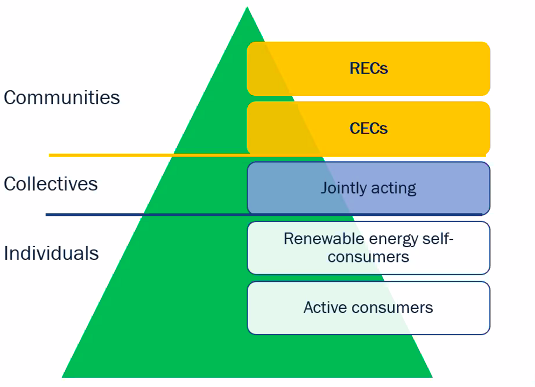 RECs
Communities
CECs
Collectives
Jointly acting
Individuals
Renewable energy self-
consumers
Active consumers